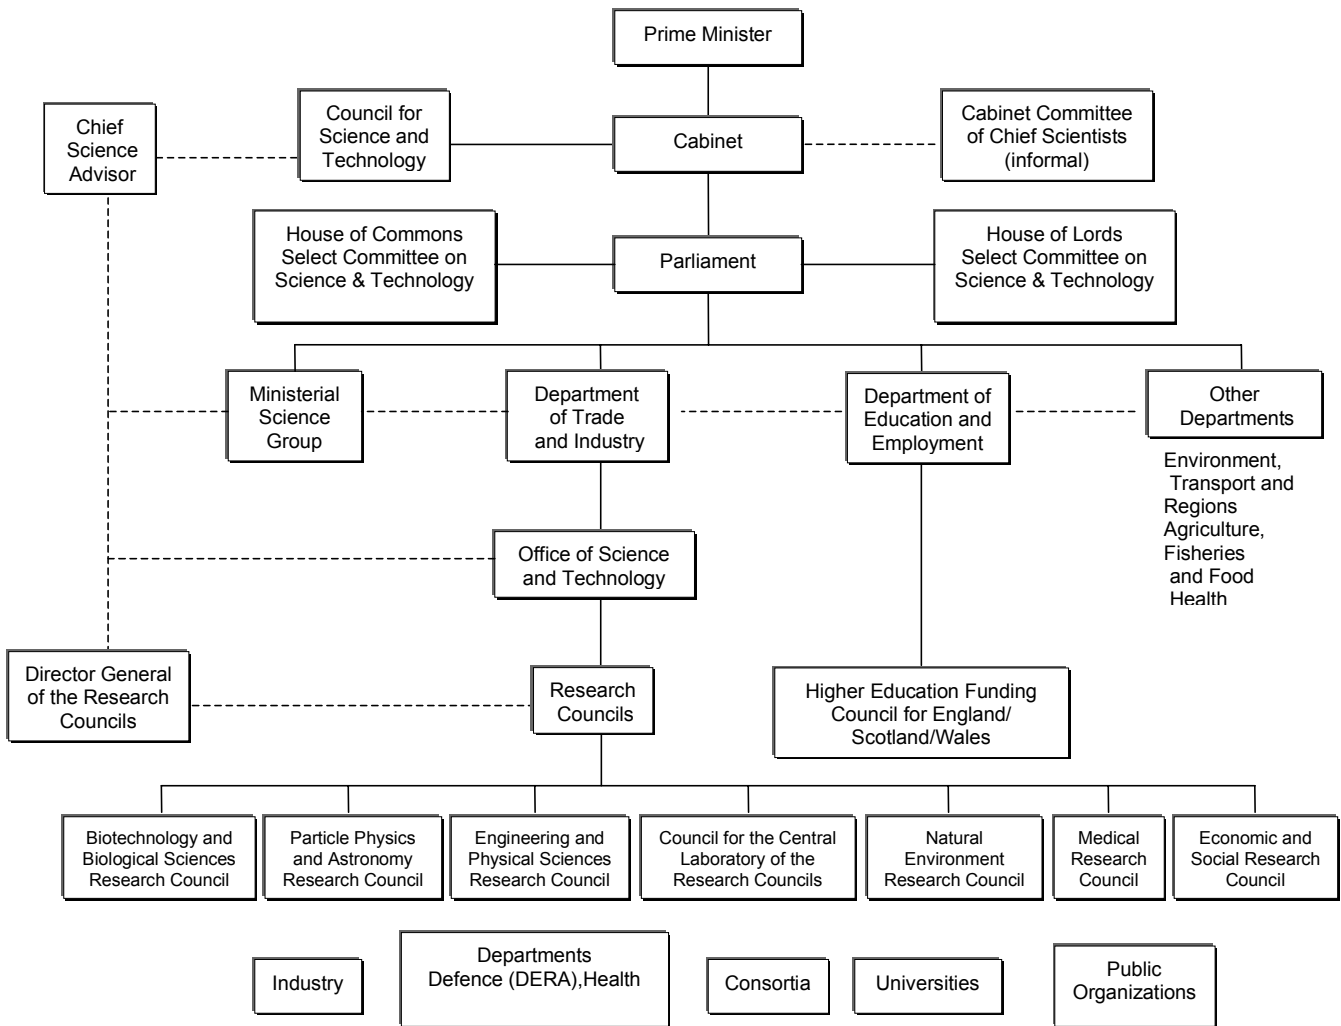 Prime Minister
Chief
Science
Advisor
Council for
Science and
Technology
Cabinet
Cabinet Committee
of Chief Scientists
(informal)
House of Commons
Select Committee on
Science & Technology
Parliament
House of Lords
Select Committee on
Science & Technology
Ministerial
Science
Group
Department
of Trade
and Industry
Department of
Education and
Employment
Other
Departments
Environment,
Transport and
Regions
Agriculture,
Fisheries
and Food
Health
Office of Science
and Technology
Director General
of the Research
Councils
Research
Councils
Higher Education Funding
Council for England/
Scotland/Wales
Biotechnology and
Biological Sciences
Research Council
Particle Physics
and Astronomy
Research Council
Engineering and
Physical Sciences
Research Council
Council for the Central
Laboratory of the
Research Councils
Natural
Environment
Research Council
Medical
Research
Council
Economic and
Social Research
Council
Industry
Departments
Defence (DERA),Health
Consortia
Universities
Public
Organizations